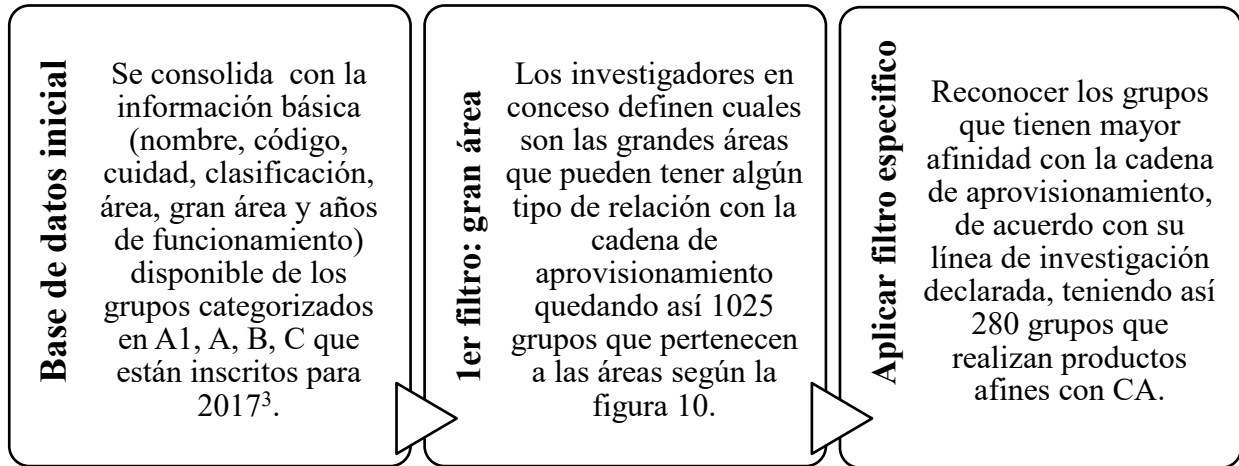 Base de datos inicial
Se consolida con la
información básica
(nombre, código,
cuidad, clasificación,
área, gran área y años
de funcionamiento)
disponible de los
grupos categorizados
en A1, A, B, C que
están inscritos para
2017³.
1er filtro: gran área
Los investigadores en
conceso definen cuales
son las grandes áreas
que pueden tener algún
tipo de relación con la
cadena de
aprovisionamiento
quedando así 1025
grupos que pertenecen
a las áreas según la
figura 10.
Aplicar filtro especifico
Reconocer los grupos
que tienen mayor
afinidad con la cadena
de aprovisionamiento,
de acuerdo con su
línea de investigación
declarada, teniendo así
280 grupos que
realizan productos
afines con CA.